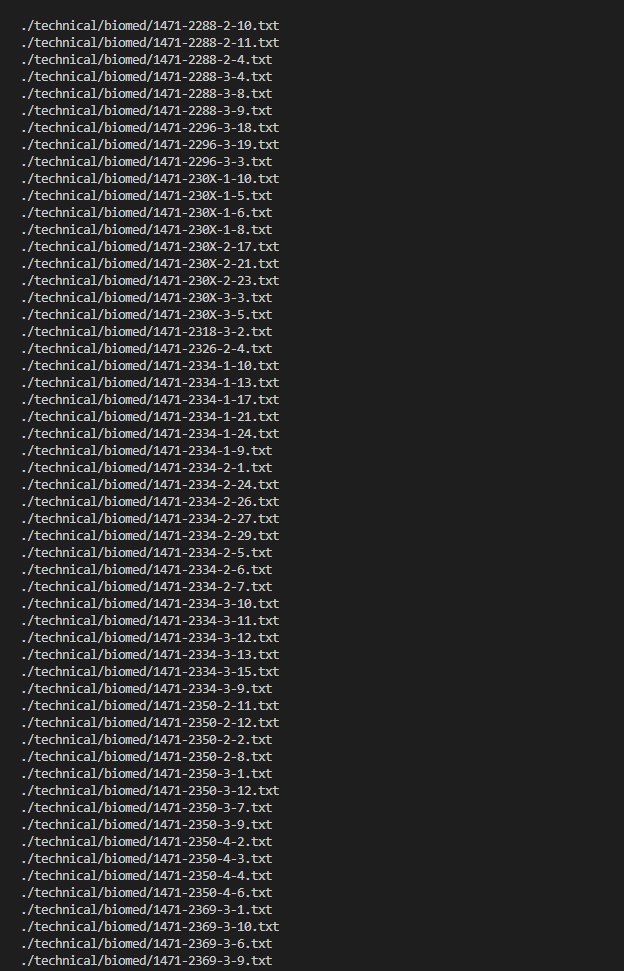 ./technical/biomed/1471-2288-2-10.txt
./technical/biomed/1471-2288-2-11.txt
./technical/biomed/1471-2288-2-4.txt
./technical/biomed/1471-2288-3-4.txt
./technical/biomed/1471-2288-3-8.txt
./technical/biomed/1471-2288-3-9.txt
./technical/biomed/1471-2296-3-18.txt
./technical/biomed/1471-2296-3-19.txt
./technical/biomed/1471-2296-3-3.txt
./technical/biomed/1471-230X-1-10.txt
./technical/biomed/1471-230X-1-5.txt
./technical/biomed/1471-230X-1-6.txt
./technical/biomed/1471-230X-1-8.txt
./technical/biomed/1471-230X-2-17.txt
./technical/biomed/1471-230X-2-21.txt
./technical/biomed/1471-230X-2-23.txt
./technical/biomed/1471-230X-3-3.txt
./technical/biomed/1471-230X-3-5.txt
./technical/biomed/1471-2318-3-2.txt
./technical/biomed/1471-2326-2-4.txt
./technical/biomed/1471-2334-1-10.txt
./technical/biomed/1471-2334-1-13.txt
./technical/biomed/1471-2334-1-17.txt
./technical/biomed/1471-2334-1-21.txt
./technical/biomed/1471-2334-1-24.txt
./technical/biomed/1471-2334-1-9.txt
./technical/biomed/1471-2334-2-1.txt
./technical/biomed/1471-2334-2-24.txt
./technical/biomed/1471-2334-2-26.txt
./technical/biomed/1471-2334-2-27.txt
./technical/biomed/1471-2334-2-29.txt
./technical/biomed/1471-2334-2-5.txt
./technical/biomed/1471-2334-2-6.txt
./technical/biomed/1471-2334-2-7.txt
./technical/biomed/1471-2334-3-10.txt
./technical/biomed/1471-2334-3-11.txt
./technical/biomed/1471-2334-3-12.txt
./technical/biomed/1471-2334-3-13.txt
./technical/biomed/1471-2334-3-15.txt
./technical/biomed/1471-2334-3-9.txt
./technical/biomed/1471-2350-2-11.txt
./technical/biomed/1471-2350-2-12.txt
./technical/biomed/1471-2350-2-2.txt
./technical/biomed/1471-2350-2-8.txt
./technical/biomed/1471-2350-3-1.txt
./technical/biomed/1471-2350-3-12.txt
./technical/biomed/1471-2350-3-7.txt
./technical/biomed/1471-2350-3-9.txt
./technical/biomed/1471-2350-4-2.txt
./technical/biomed/1471-2350-4-3.txt
./technical/biomed/1471-2350-4-4.txt
./technical/biomed/1471-2350-4-6.txt
./technical/biomed/1471-2369-3-1.txt
./technical/biomed/1471-2369-3-10.txt
./technical/biomed/1471-2369-3-6.txt
./technical/biomed/1471-2369-3-9.txt